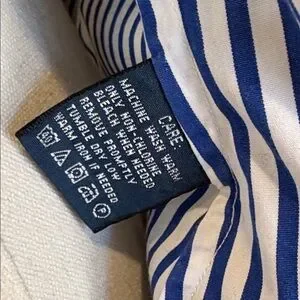 CARE:
MACHINE WASH WARM
ONLY NON-CHLORINE
BLEACH WHEN NEEDED
REMOVE PROMPTLY
TUMBLE DRY LOW
WARM IRON IF NEEDED
P